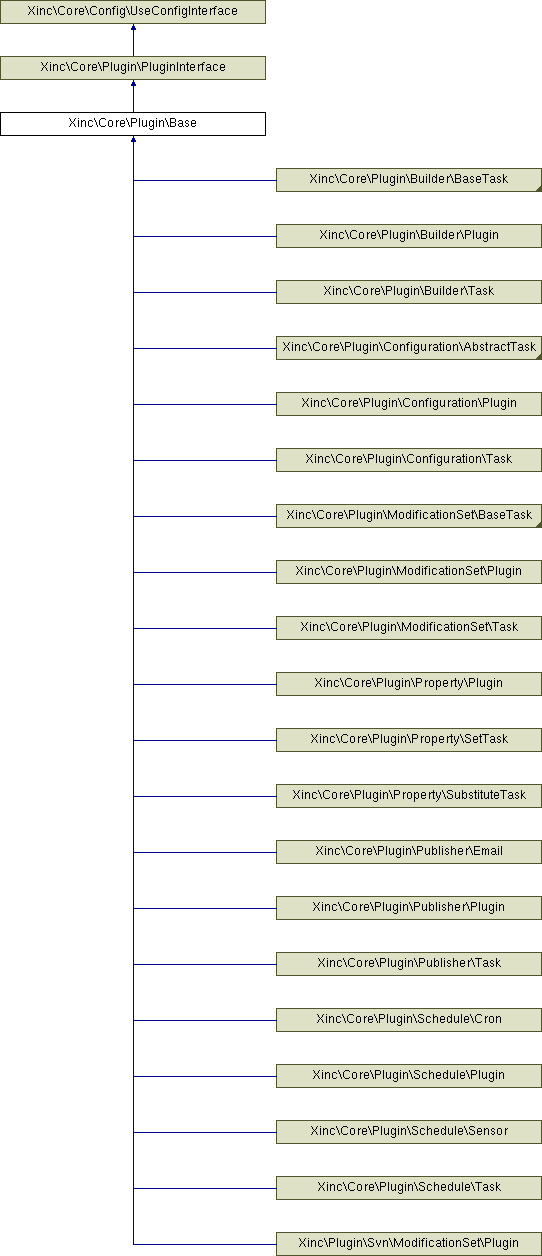 Xinc\Core\Config\UseConfigInterface
Xinc\Core\Plugin\PluginInterface
Xinc\Core\Plugin\Base
Xinc\Core\Plugin\Builder\BaseTask
Xinc\Core\Plugin\Builder\Plugin
Xinc\Core\Plugin\Builder\Task
Xinc\Core\Plugin\Configuration\AbstractTask
Xinc\Core\Plugin\Configuration\Plugin
Xinc\Core\Plugin\Configuration\Task
Xinc\Core\Plugin\ModificationSet\BaseTask
Xinc\Core\Plugin\ModificationSet\Plugin
Xinc\Core\Plugin\ModificationSet\Task
Xinc\Core\Plugin\Property\Plugin
Xinc\Core\Plugin\Property\SetTask
Xinc\Core\Plugin\Property\SubstituteTask
Xinc\Core\Plugin\Publisher\Email
Xinc\Core\Plugin\Publisher\Plugin
Xinc\Core\Plugin\Publisher\Task
Xinc\Core\Plugin\Schedule\Cron
Xinc\Core\Plugin\Schedule\Plugin
Xinc\Core\Plugin\Schedule\Sensor
Xinc\Core\Plugin\Schedule\Task
Xinc\Plugin\Svn\ModificationSet\Plugin